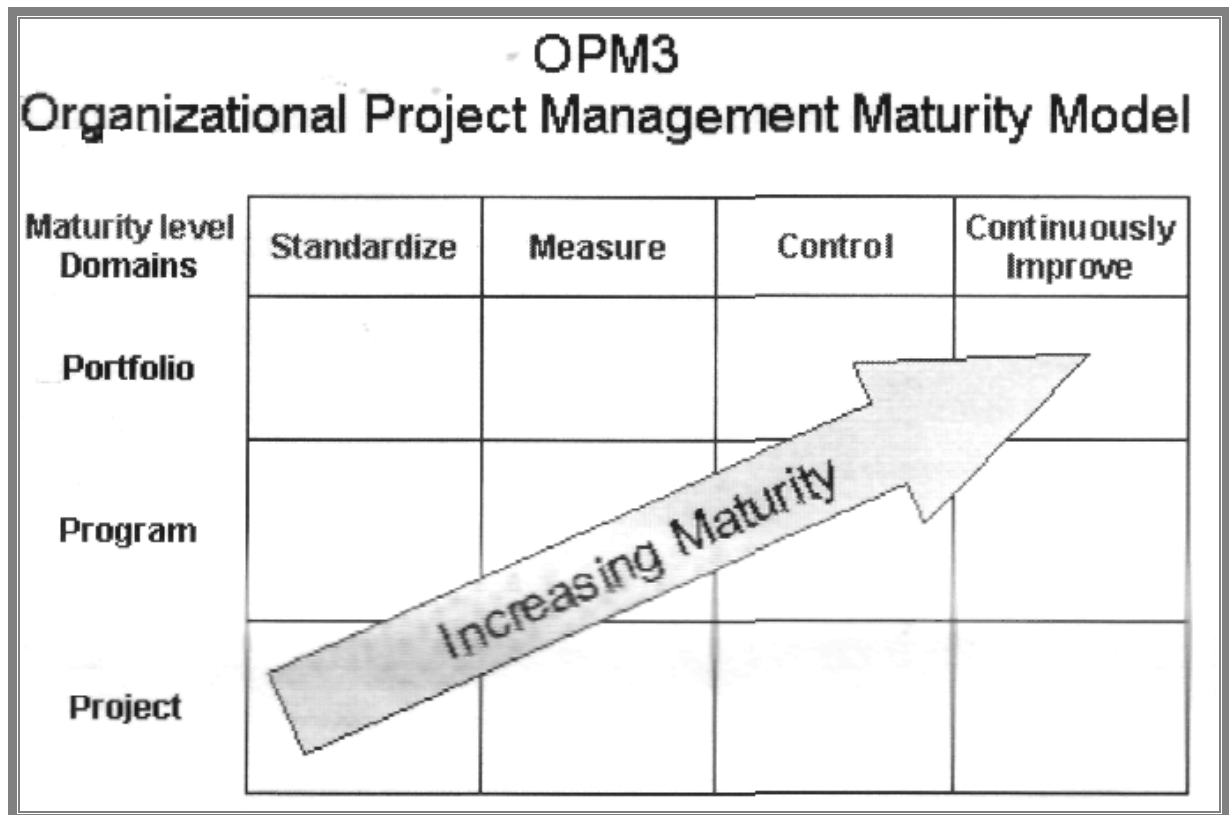 OPM3
Organizational Project Management Maturity Model
Maturity level
Domains
Standardize
Measure
Control
Continuously
Improve
Portfolio
Program
Project
Increasing Maturity